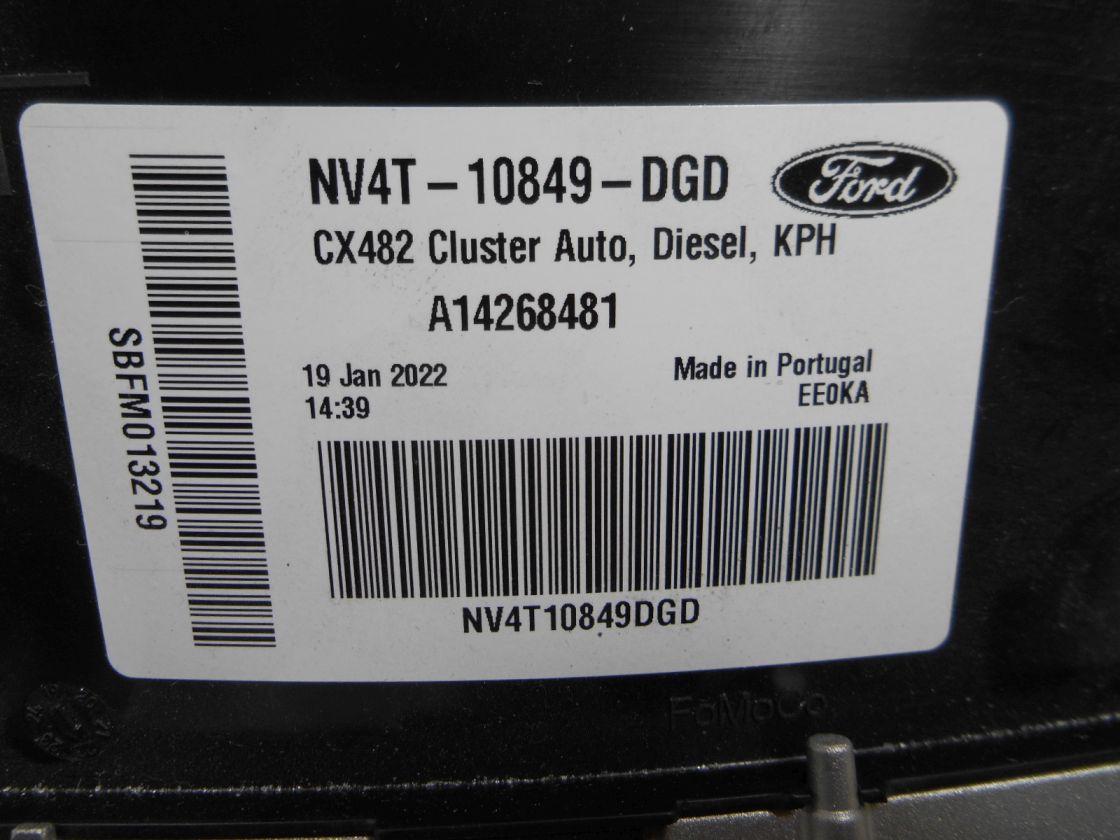 NV4T-10849-DGD
Ford
CX482 Cluster Auto, Diesel, KPH
A14268481
19 Jan 2022
14:39
Made in Portugal
EE0KA
SBFM013219
NV4T10849DGD
FoMoCo